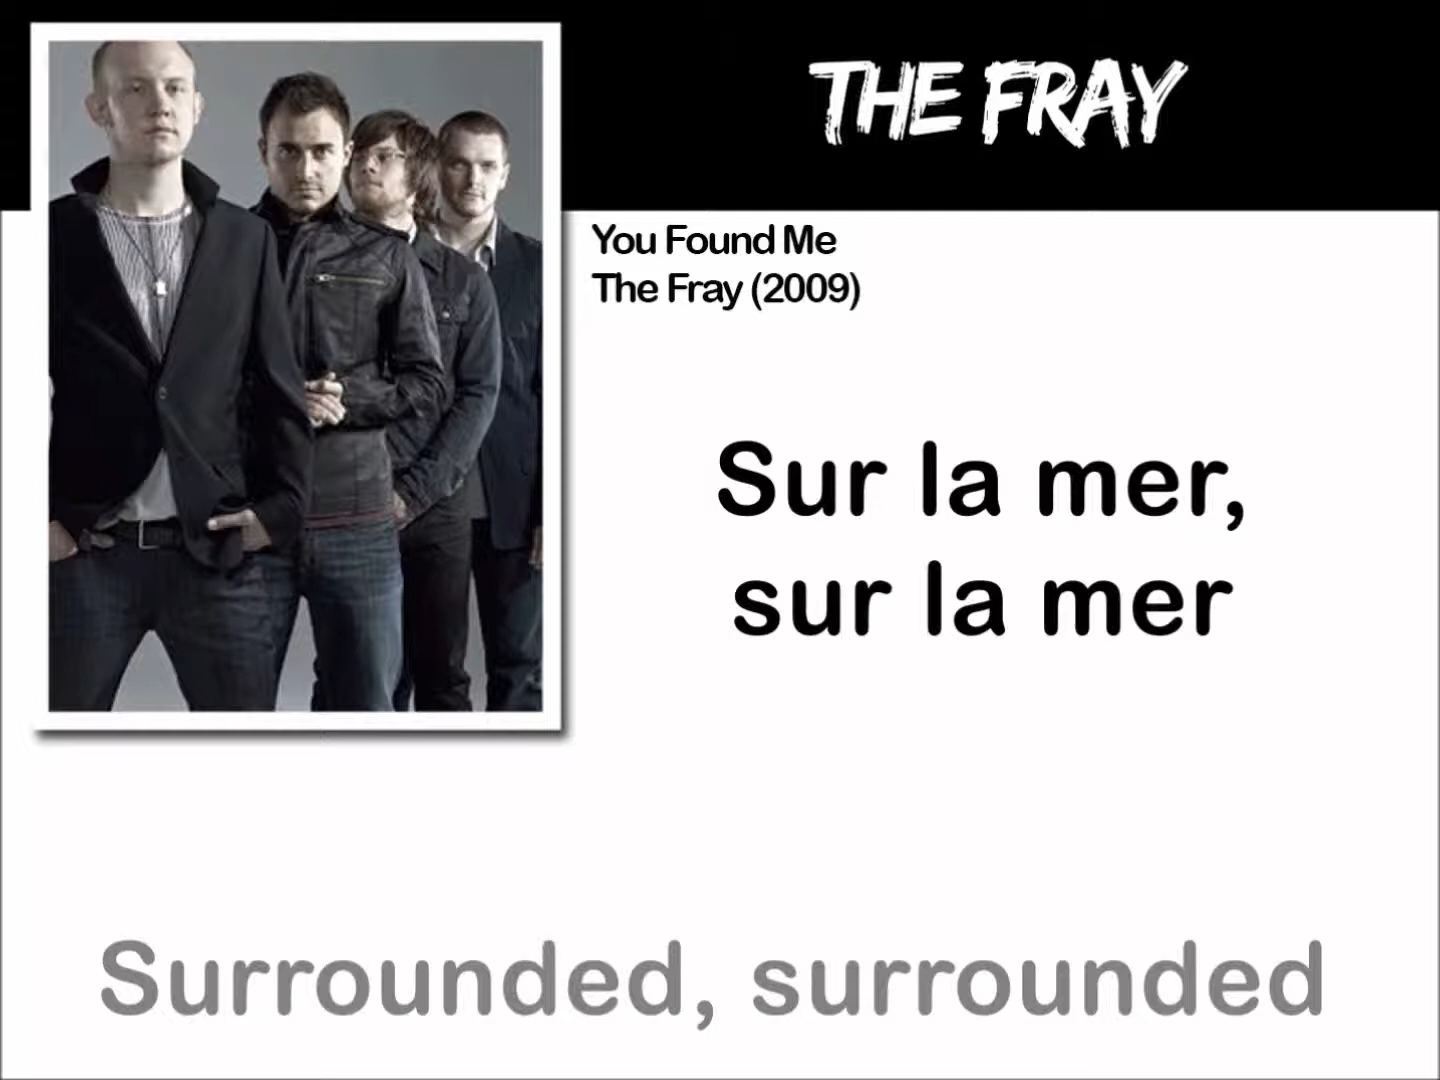 THE FRAY
You Found Me
The Fray (2009)
Sur la mer,
sur la mer
Surrounded, surrounded